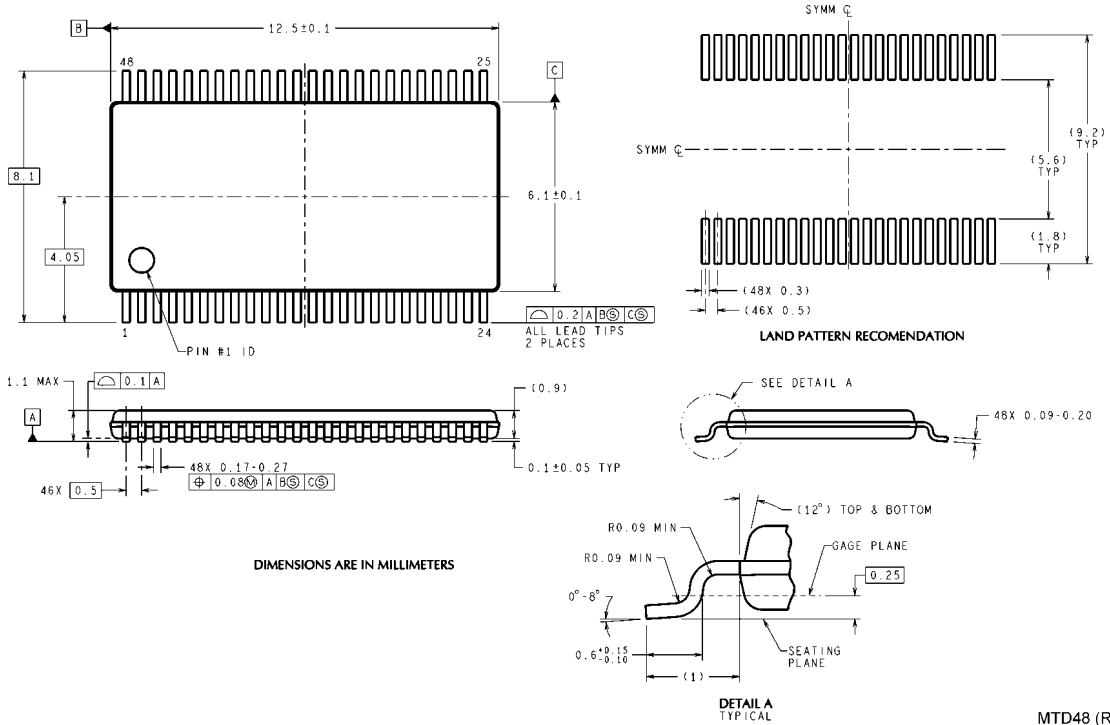 SYMM ℄
B
12.5±0.1
48
25
C
8.1
4.05
6.1±0.1
SYMM ℄
(5.6)
TYP
(9.2)
TYP
(1.8)
TYP
1
24
⌓ 0.2 A BⓈ CⓈ
ALL LEAD TIPS
2 PLACES
(48X 0.3)
(46X 0.5)
LAND PATTERN RECOMENDATION
PIN #1 ID
1.1 MAX
⌓ 0.1 A
A
(0.9)
SEE DETAIL A
48X 0.09-0.20
48X 0.17-0.27
0.1±0.05 TYP
46X 0.5
⌖ 0.08Ⓜ A BⓈ CⓈ
(12°) TOP & BOTTOM
R0.09 MIN
GAGE PLANE
R0.09 MIN
0.25
DIMENSIONS ARE IN MILLIMETERS
0°-8°
SEATING
PLANE
0.6+0.15
-0.10
(1)
DETAIL A
TYPICAL
MTD48 (R